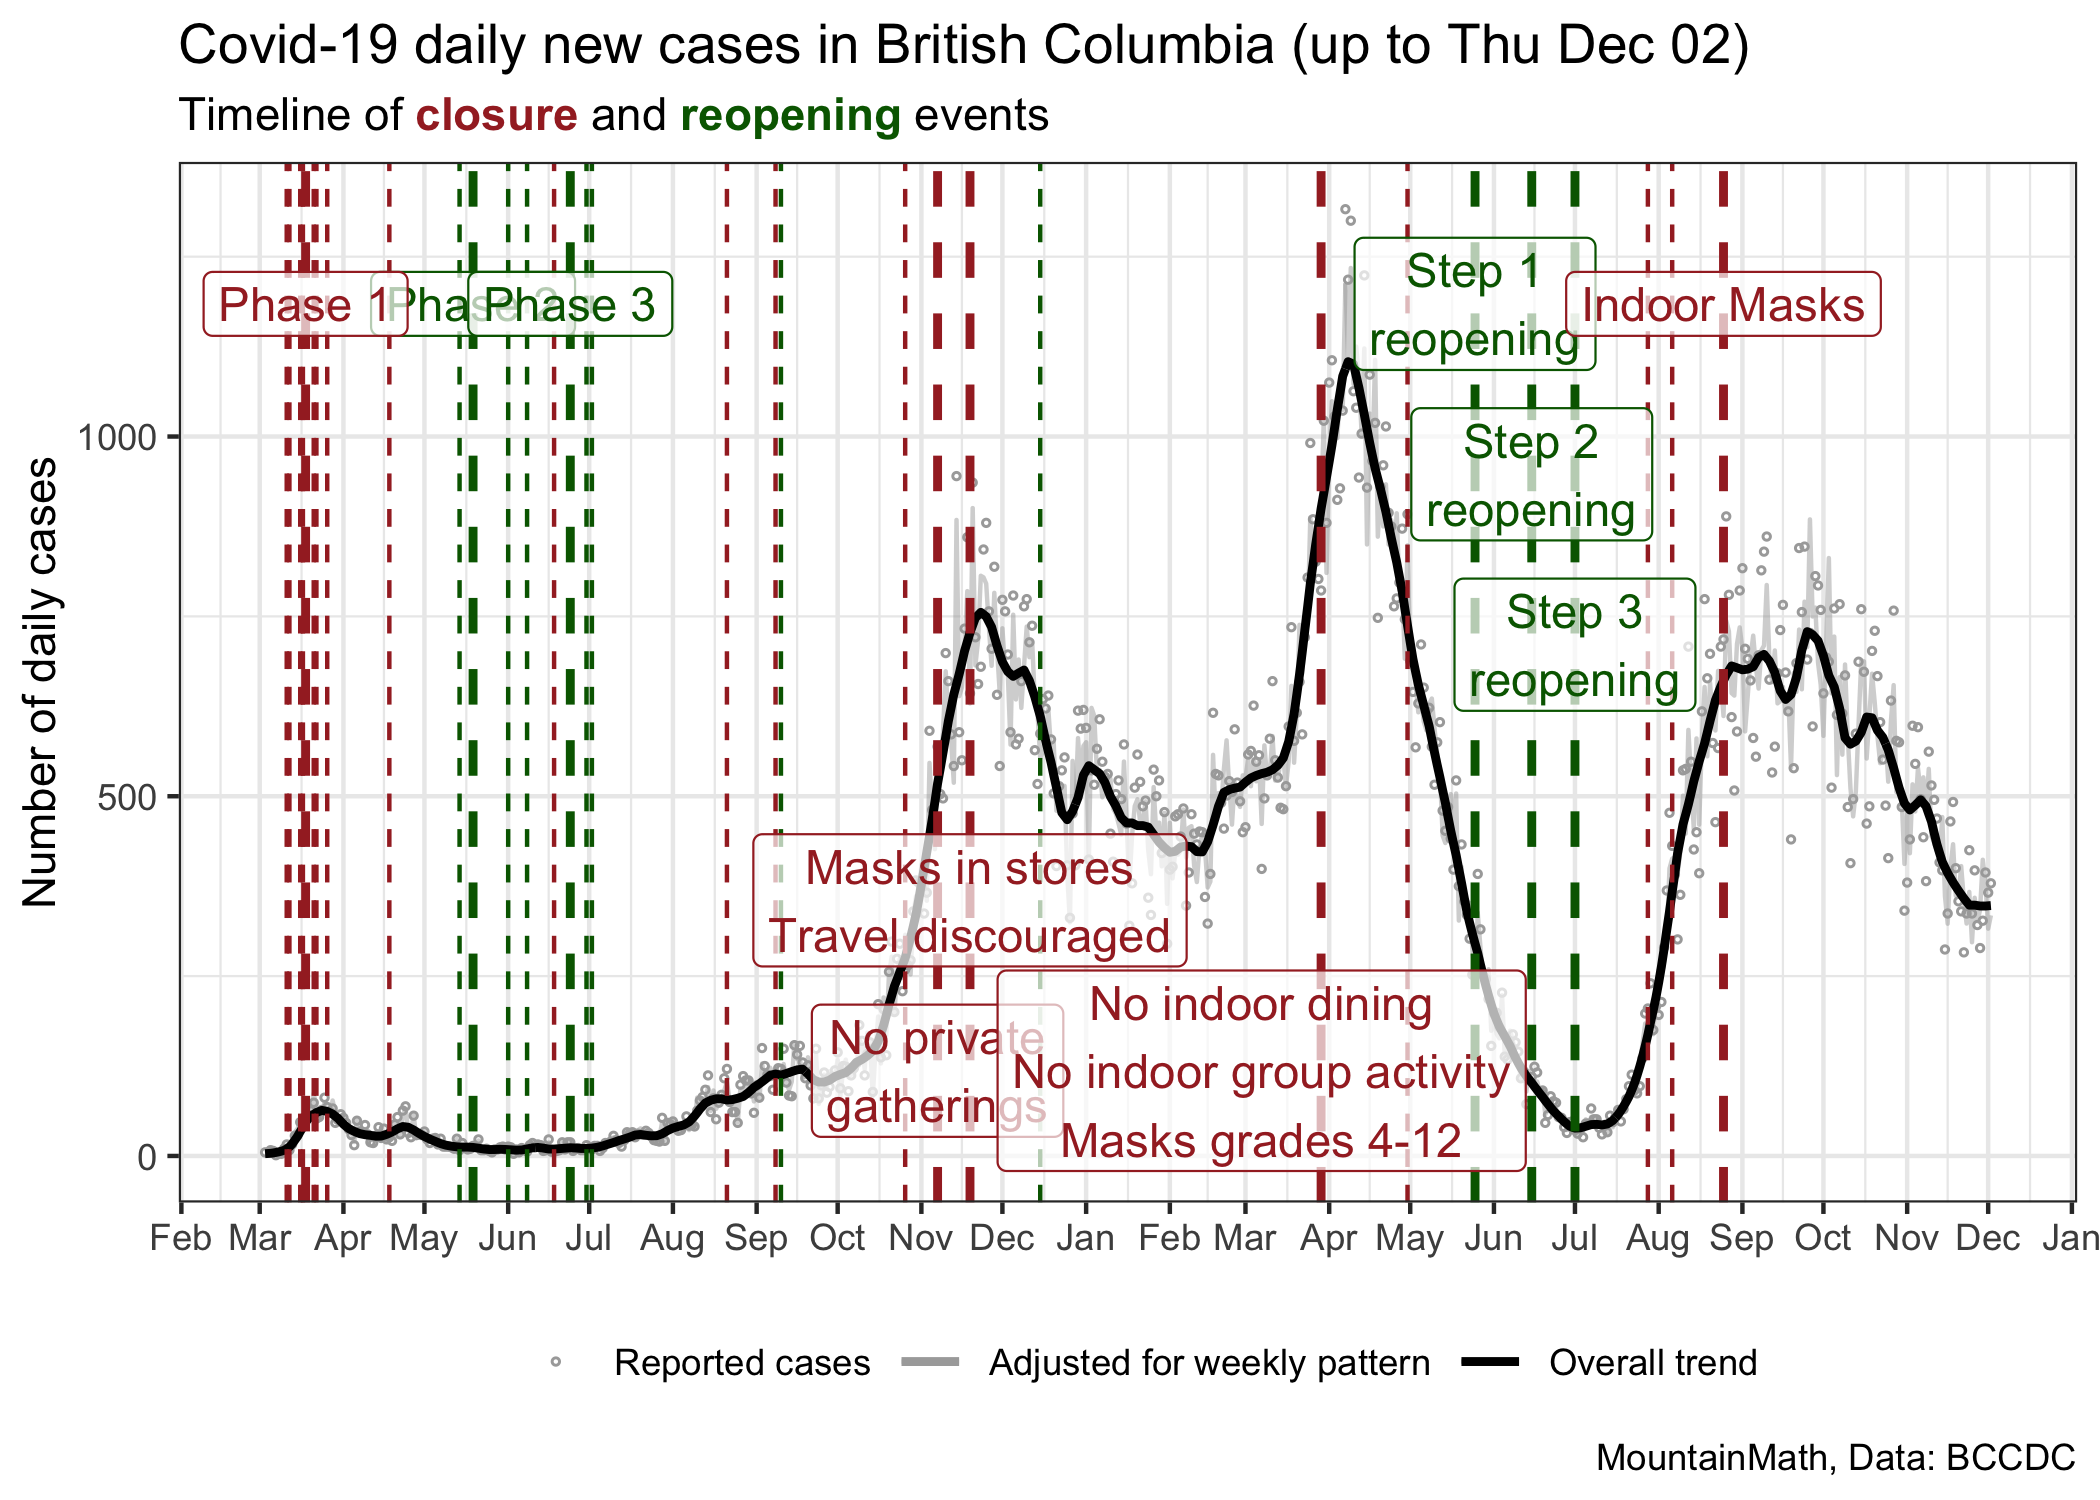 Covid-19 daily new cases in British Columbia (up to Thu Dec 02)
Timeline of closure and reopening events
Number of daily cases
1000
500
0
Phase 1
Phase 2
Phase 3
Step 1
reopening
Indoor Masks
Step 2
reopening
Step 3
reopening
Masks in stores
Travel discouraged
No private
gatherings
No indoor dining
No indoor group activity
Masks grades 4-12
Feb Mar Apr May Jun Jul Aug Sep Oct Nov Dec Jan Feb Mar Apr May Jun Jul Aug Sep Oct Nov Dec Jan
Reported cases Adjusted for weekly pattern Overall trend
MountainMath, Data: BCCDC